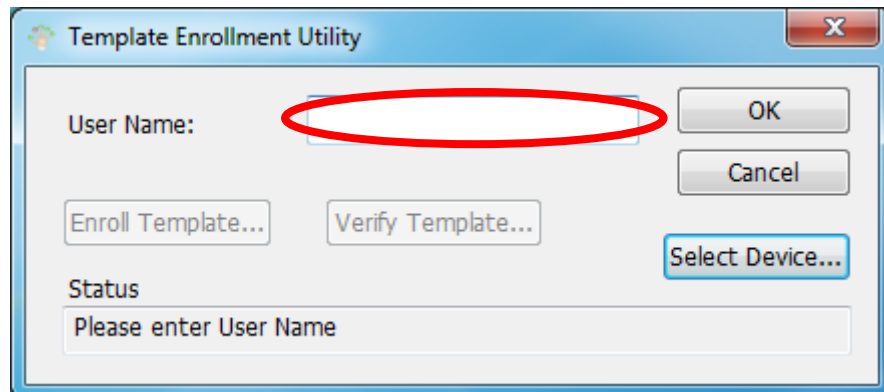 Template Enrollment Utility
User Name:
OK
Cancel
Enroll Template... Verify Template...
Select Device...
Status
Please enter User Name